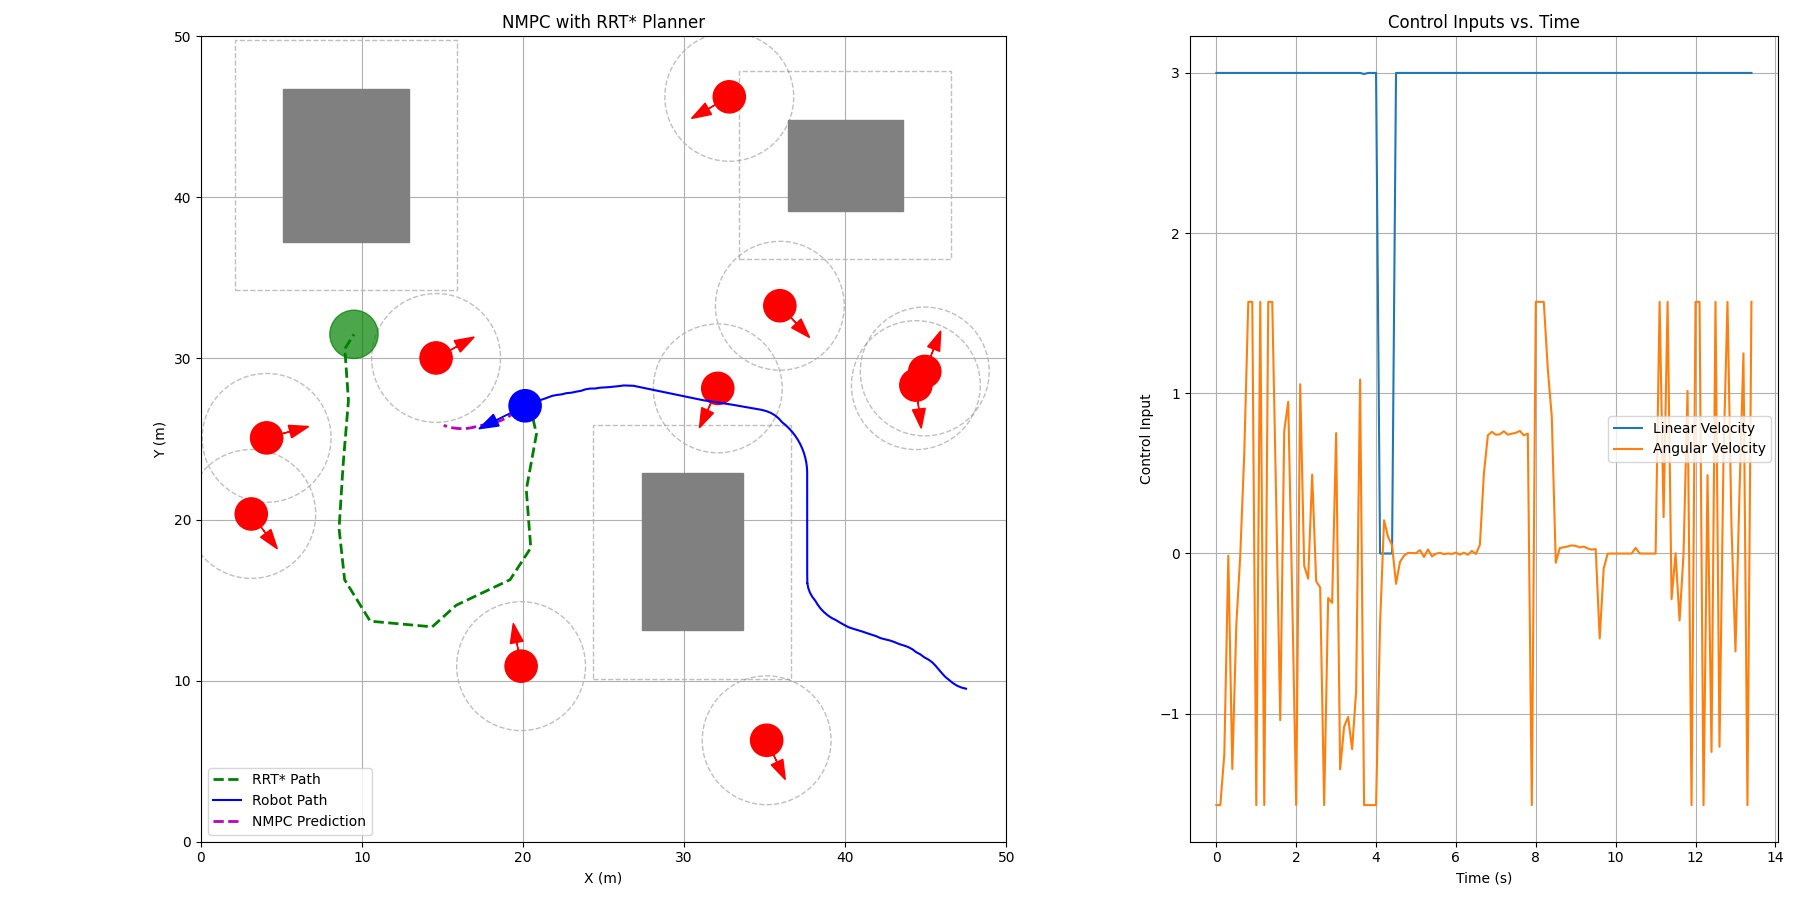 NMPC with RRT* Planner
50
40
30
20
10
0
Y (m)
RRT* Path
Robot Path
NMPC Prediction
0 10 20 30 40 50
X (m)
Control Inputs vs. Time
3
2
1
0
−1
Control Input
Linear Velocity
Angular Velocity
0 2 4 6 8 10 12 14
Time (s)